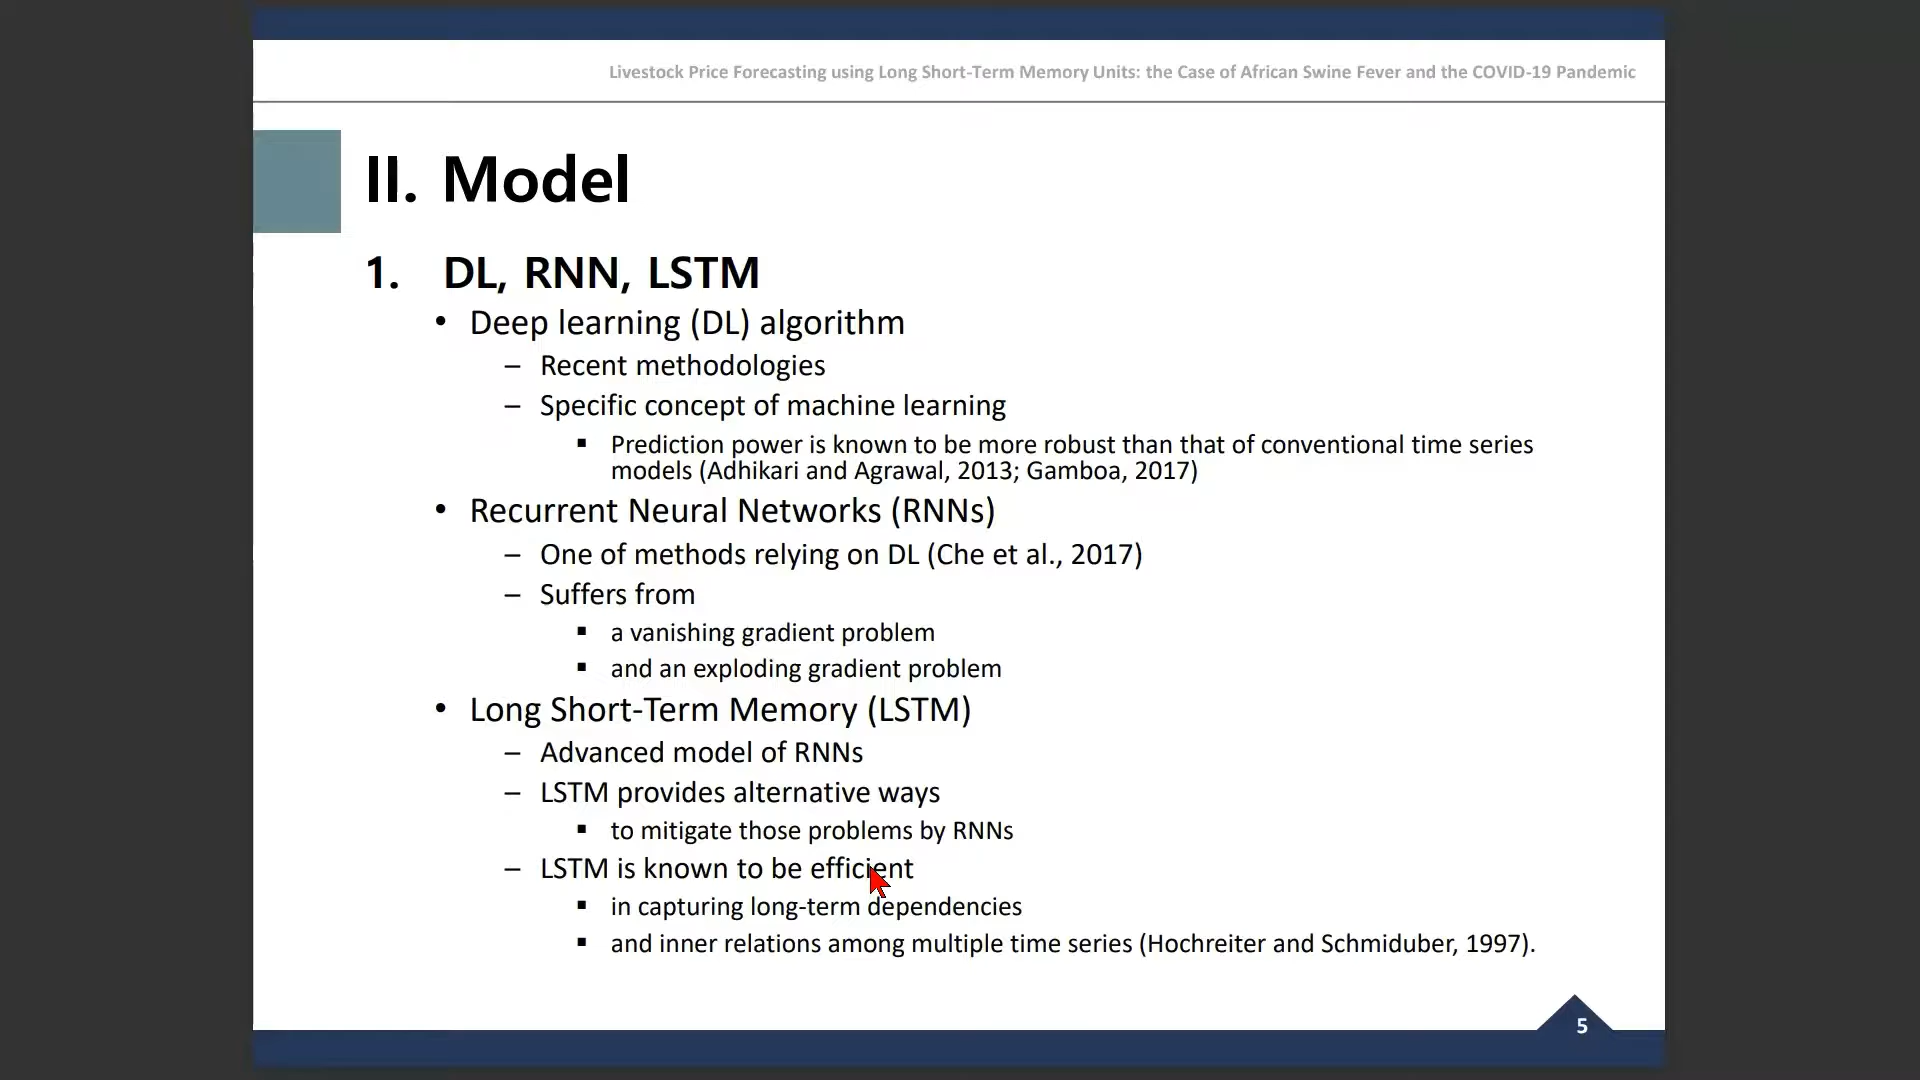 Livestock Price Forecasting using Long Short-Term Memory Units: the Case of African Swine Fever and the COVID-19 Pandemic
II. Model
1. DL, RNN, LSTM
• Deep learning (DL) algorithm
– Recent methodologies
– Specific concept of machine learning
▪ Prediction power is known to be more robust than that of conventional time series
models (Adhikari and Agrawal, 2013; Gamboa, 2017)
• Recurrent Neural Networks (RNNs)
– One of methods relying on DL (Che et al., 2017)
– Suffers from
▪ a vanishing gradient problem
▪ and an exploding gradient problem
• Long Short-Term Memory (LSTM)
– Advanced model of RNNs
– LSTM provides alternative ways
▪ to mitigate those problems by RNNs
– LSTM is known to be efficient
▪ in capturing long-term dependencies
▪ and inner relations among multiple time series (Hochreiter and Schmiduber, 1997).
5